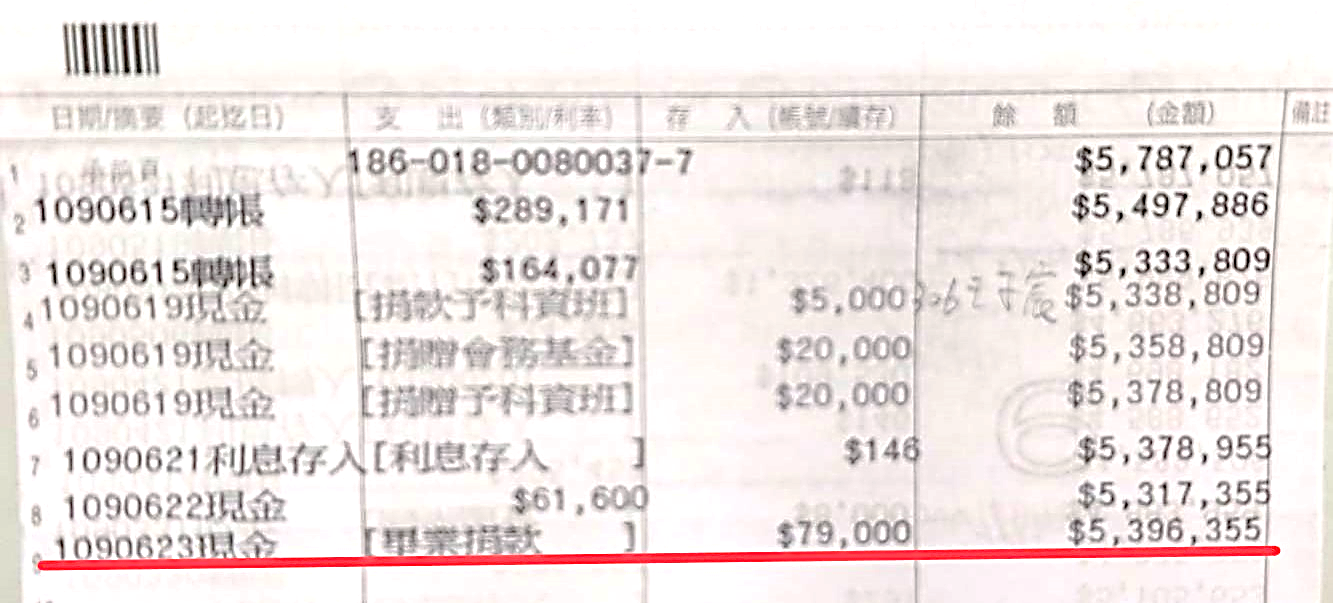 日期/摘要 (起訖日) 支 出 (類別/利率) 存 入 (帳號/續存) 餘 額 (金額) 備註
1 承前頁 186-018-0080037-7 $5,787,057
2 1090615轉帳 $289,171 $5,497,886
3 1090615轉帳 $164,077 $5,333,809
4 1090619現金 [捐款予科資班] $5,000 $5,338,809
5 1090619現金 [捐贈會務基金] $20,000 $5,358,809
6 1090619現金 [捐贈予科資班] $20,000 $5,378,809
7 1090621利息存入 [利息存入 ] $146 $5,378,955
8 1090622現金 $61,600 $5,317,355
9 1090623現金 [畢業捐款 ] $79,000 $5,396,355
6